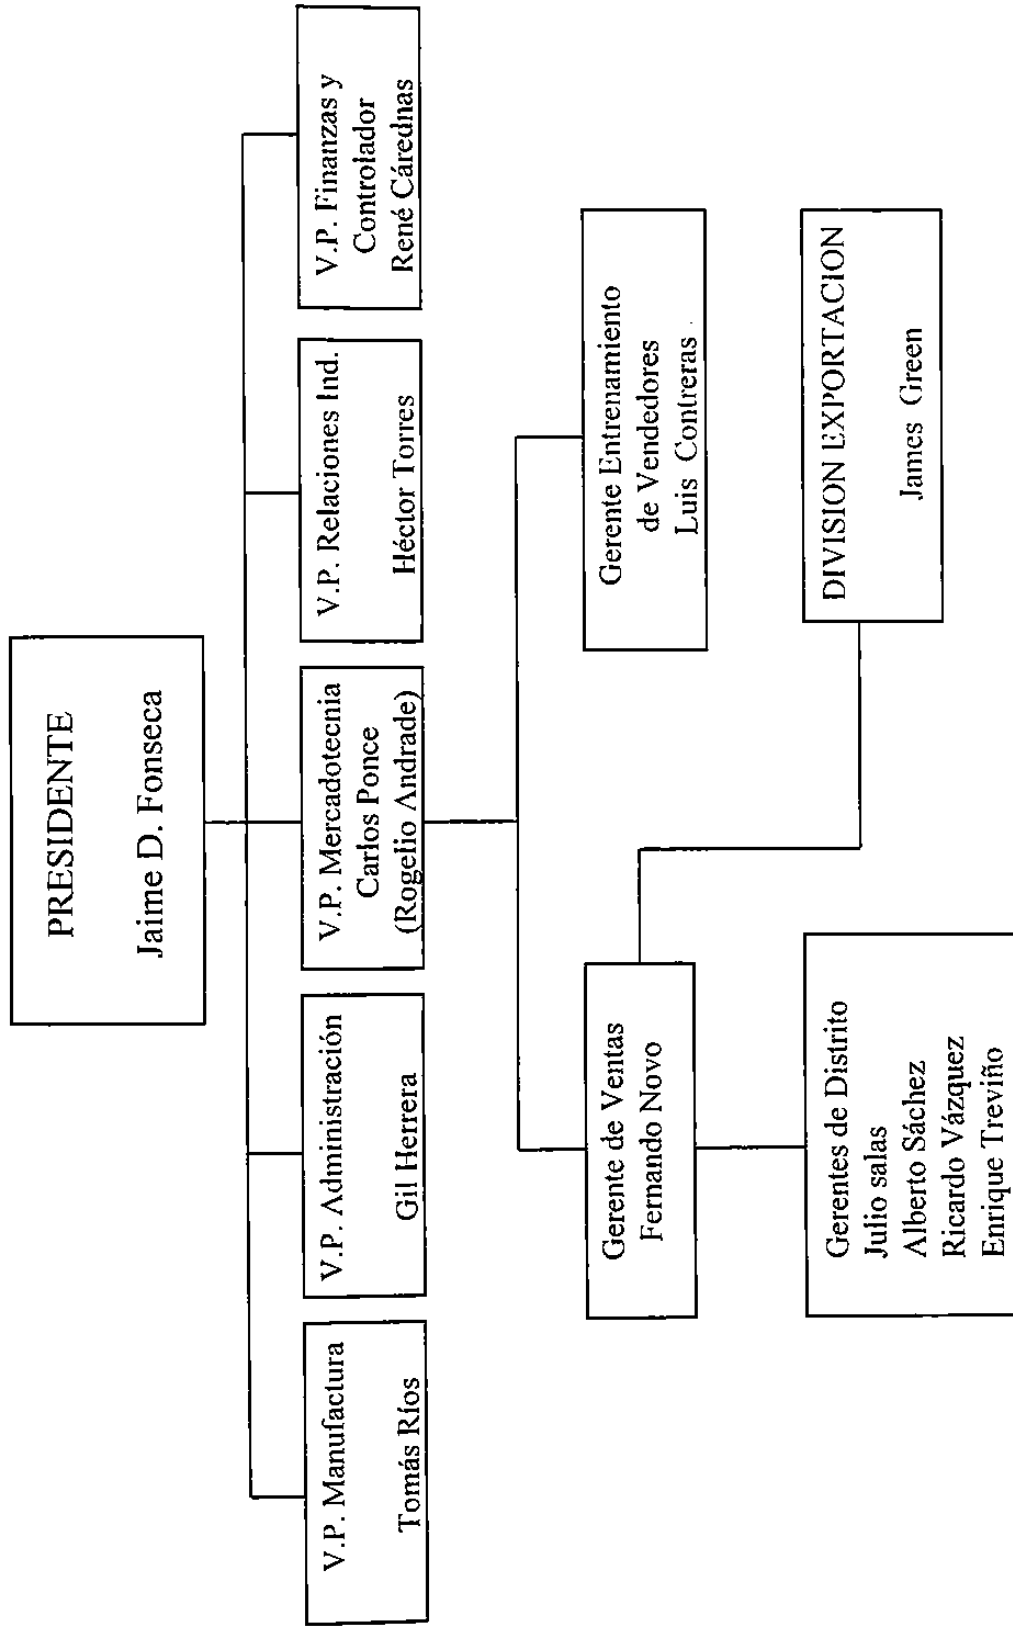 PRESIDENTE
Jaime D. Fonseca
V.P. Manufactura
Tomás Ríos
V.P. Administración
Gil Herrera
V.P. Mercadotecnia
Carlos Ponce
(Rogelio Andrade)
V.P. Relaciones Ind.
Héctor Torres
V.P. Finanzas y
Controlador
René Cárednas
Gerente de Ventas
Fernando Novo
Gerente Entrenamiento
de Vendedores
Luis Contreras
Gerentes de Distrito
Julio salas
Alberto Sáchez
Ricardo Vázquez
Enrique Treviño
DIVISION EXPORTACION
James Green